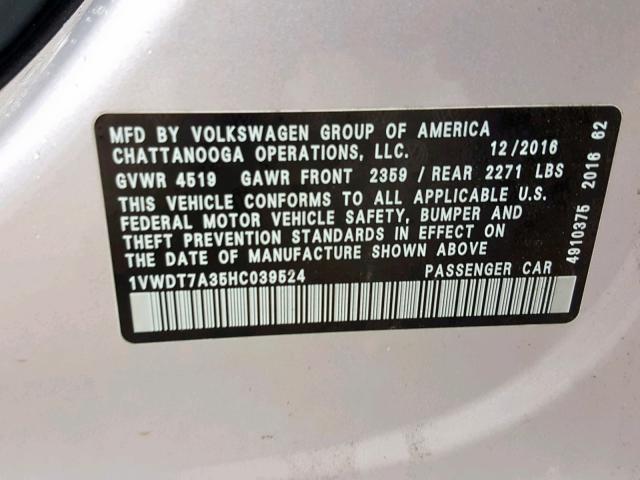 MFD BY VOLKSWAGEN GROUP OF AMERICA
CHATTANOOGA OPERATIONS, LLC. 12/2016
GVWR 4519 GAWR FRONT 2359 / REAR 2271 LBS
THIS VEHICLE CONFORMS TO ALL APPLICABLE U.S.
FEDERAL MOTOR VEHICLE SAFETY, BUMPER AND
THEFT PREVENTION STANDARDS IN EFFECT ON
THE DATE OF MANUFACTURE SHOWN ABOVE.
1VWDT7A35HC039524 PASSENGER CAR
4910375 2016 62